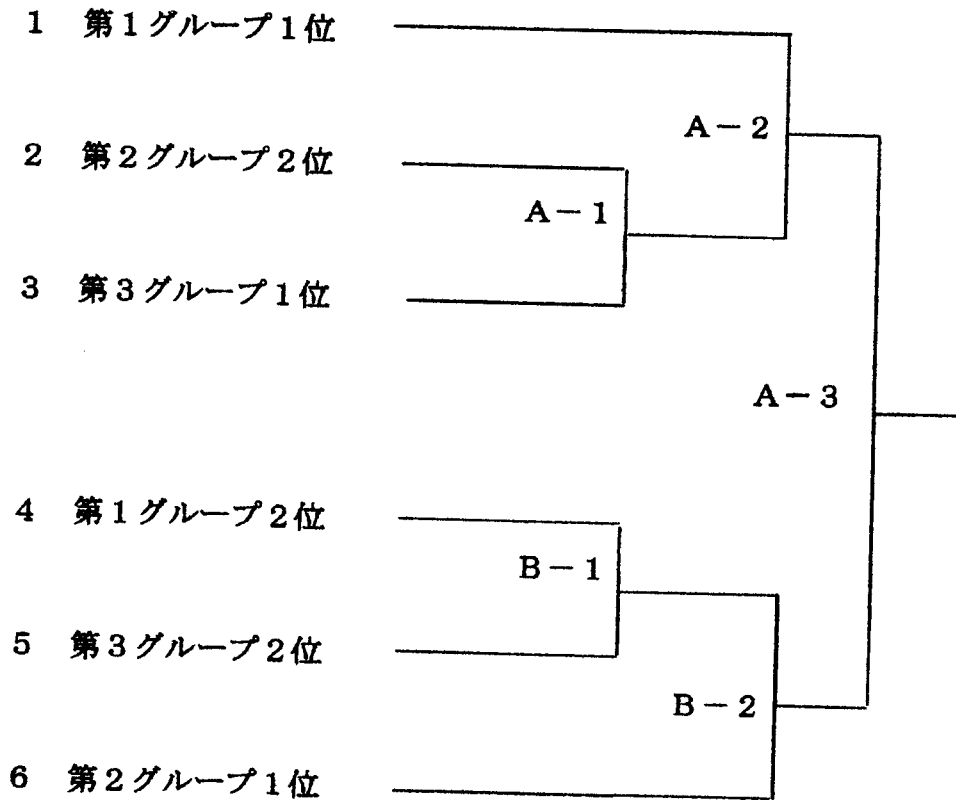 1 第1グループ1位
A－2
2 第2グループ2位
A－1
3 第3グループ1位
A－3
4 第1グループ2位
B－1
5 第3グループ2位
B－2
6 第2グループ1位